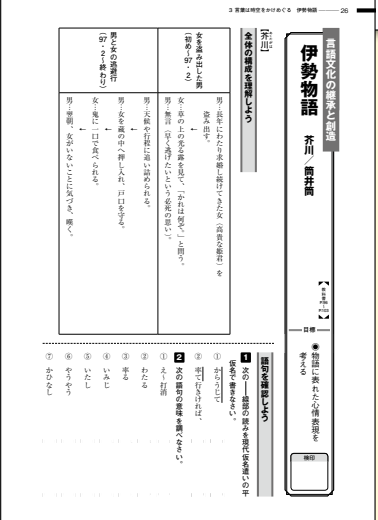 3 言葉は時空をかけめぐる 伊勢物語 26
言語文化の継承と創造
伊勢物語 芥川／筒井筒
教科書
目標
◉物語に表れた心情表現を
考える
検印
【芥川】
全体の構成を理解しよう
女を盗み出した男
（初め～97・2）
男…長年にわたり求婚し続けてきた女（高貴な姫君）を
盗み出す。
女…草の上の光る露を見て、「かれは何ぞ。」と問う。
男…無言（早く逃げたいという必死の思い）。
男と女の逃避行
（97・2～終わり）
男…天候や行程に追い詰められる。
男…女を蔵の中へ押し入れ、戸口を守る。
女…鬼に一口で食べられる。
男…翌朝、女がいないことに気づき、嘆く。
語句を確認しよう
1 次の━━線部の読みを現代仮名遣いの平
仮名で書きなさい。
① からうじて
② 率て行きければ、
2 次の語句の意味を調べなさい。
① え～打消
② わたる
③ 率る
④ いみじ
⑤ いたし
⑥ やうやう
⑦ かひなし